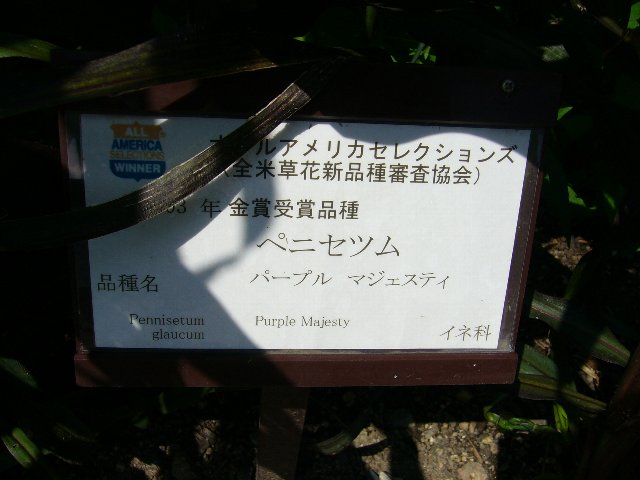 ALL
AMERICA
SELECTIONS
WINNER
オールアメリカセレクションズ
(全米草花新品種審査協会)
03 年 金賞受賞品種
ペニセツム
品種名 パープル マジェスティ
Pennisetum Purple Majesty
glaucum イネ科